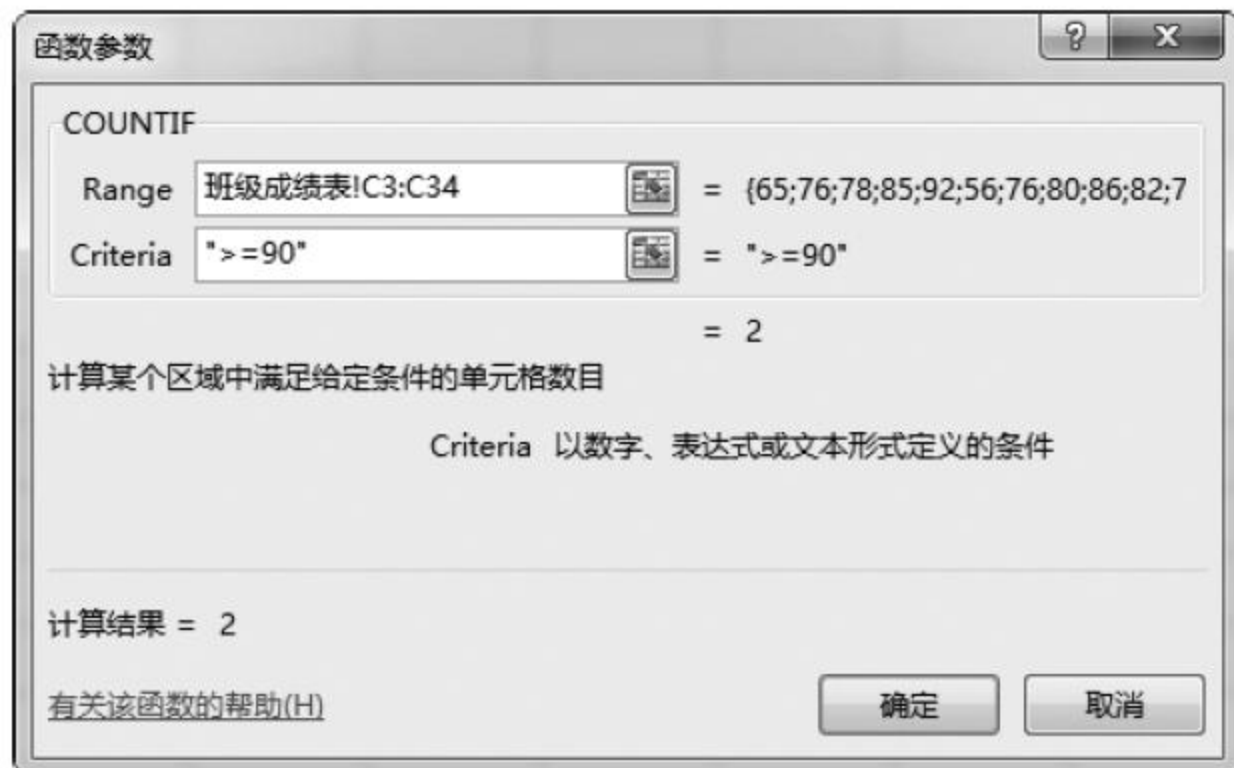 函数参数
COUNTIF
Range 班级成绩表!C3:C34 = {65;76;78;85;92;56;76;80;86;82;7
Criteria ">=90" = ">=90"
= 2
计算某个区域中满足给定条件的单元格数目
Criteria 以数字、表达式或文本形式定义的条件
计算结果 = 2
有关该函数的帮助(H) 确定 取消